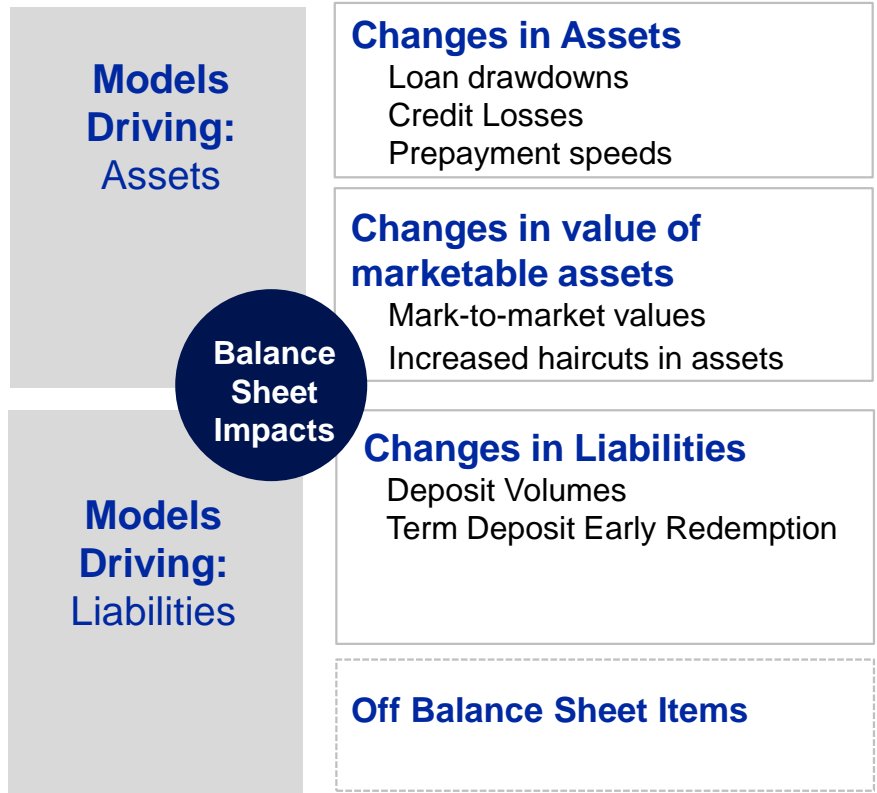 Models
Driving:
Assets
Changes in Assets
Loan drawdowns
Credit Losses
Prepayment speeds
Changes in value of
marketable assets
Mark-to-market values
Increased haircuts in assets
Balance
Sheet
Impacts
Models
Driving:
Liabilities
Changes in Liabilities
Deposit Volumes
Term Deposit Early Redemption
Off Balance Sheet Items